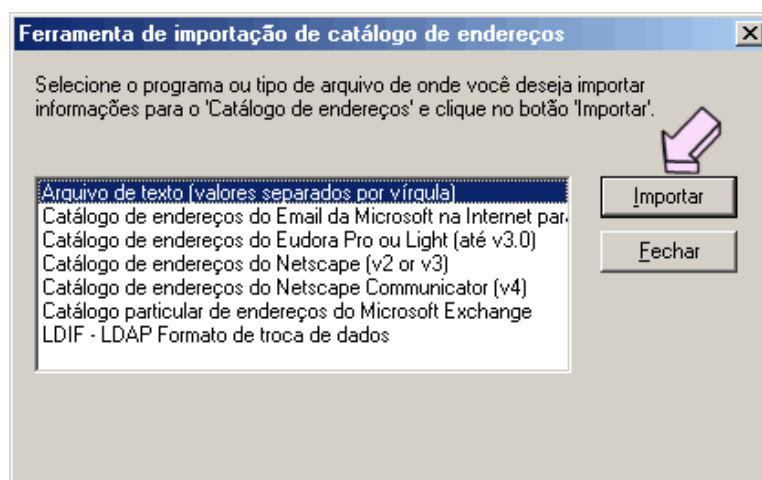 Ferramenta de importação de catálogo de endereços
Selecione o programa ou tipo de arquivo de onde você deseja importar
informações para o 'Catálogo de endereços' e clique no botão 'Importar'.
Arquivo de texto (valores separados por vírgula)
Catálogo de endereços do Email da Microsoft na Internet par
Catálogo de endereços do Eudora Pro ou Light (até v3.0)
Catálogo de endereços do Netscape (v2 or v3)
Catálogo de endereços do Netscape Communicator (v4)
Catálogo particular de endereços do Microsoft Exchange
LDIF - LDAP Formato de troca de dados
Importar
Fechar